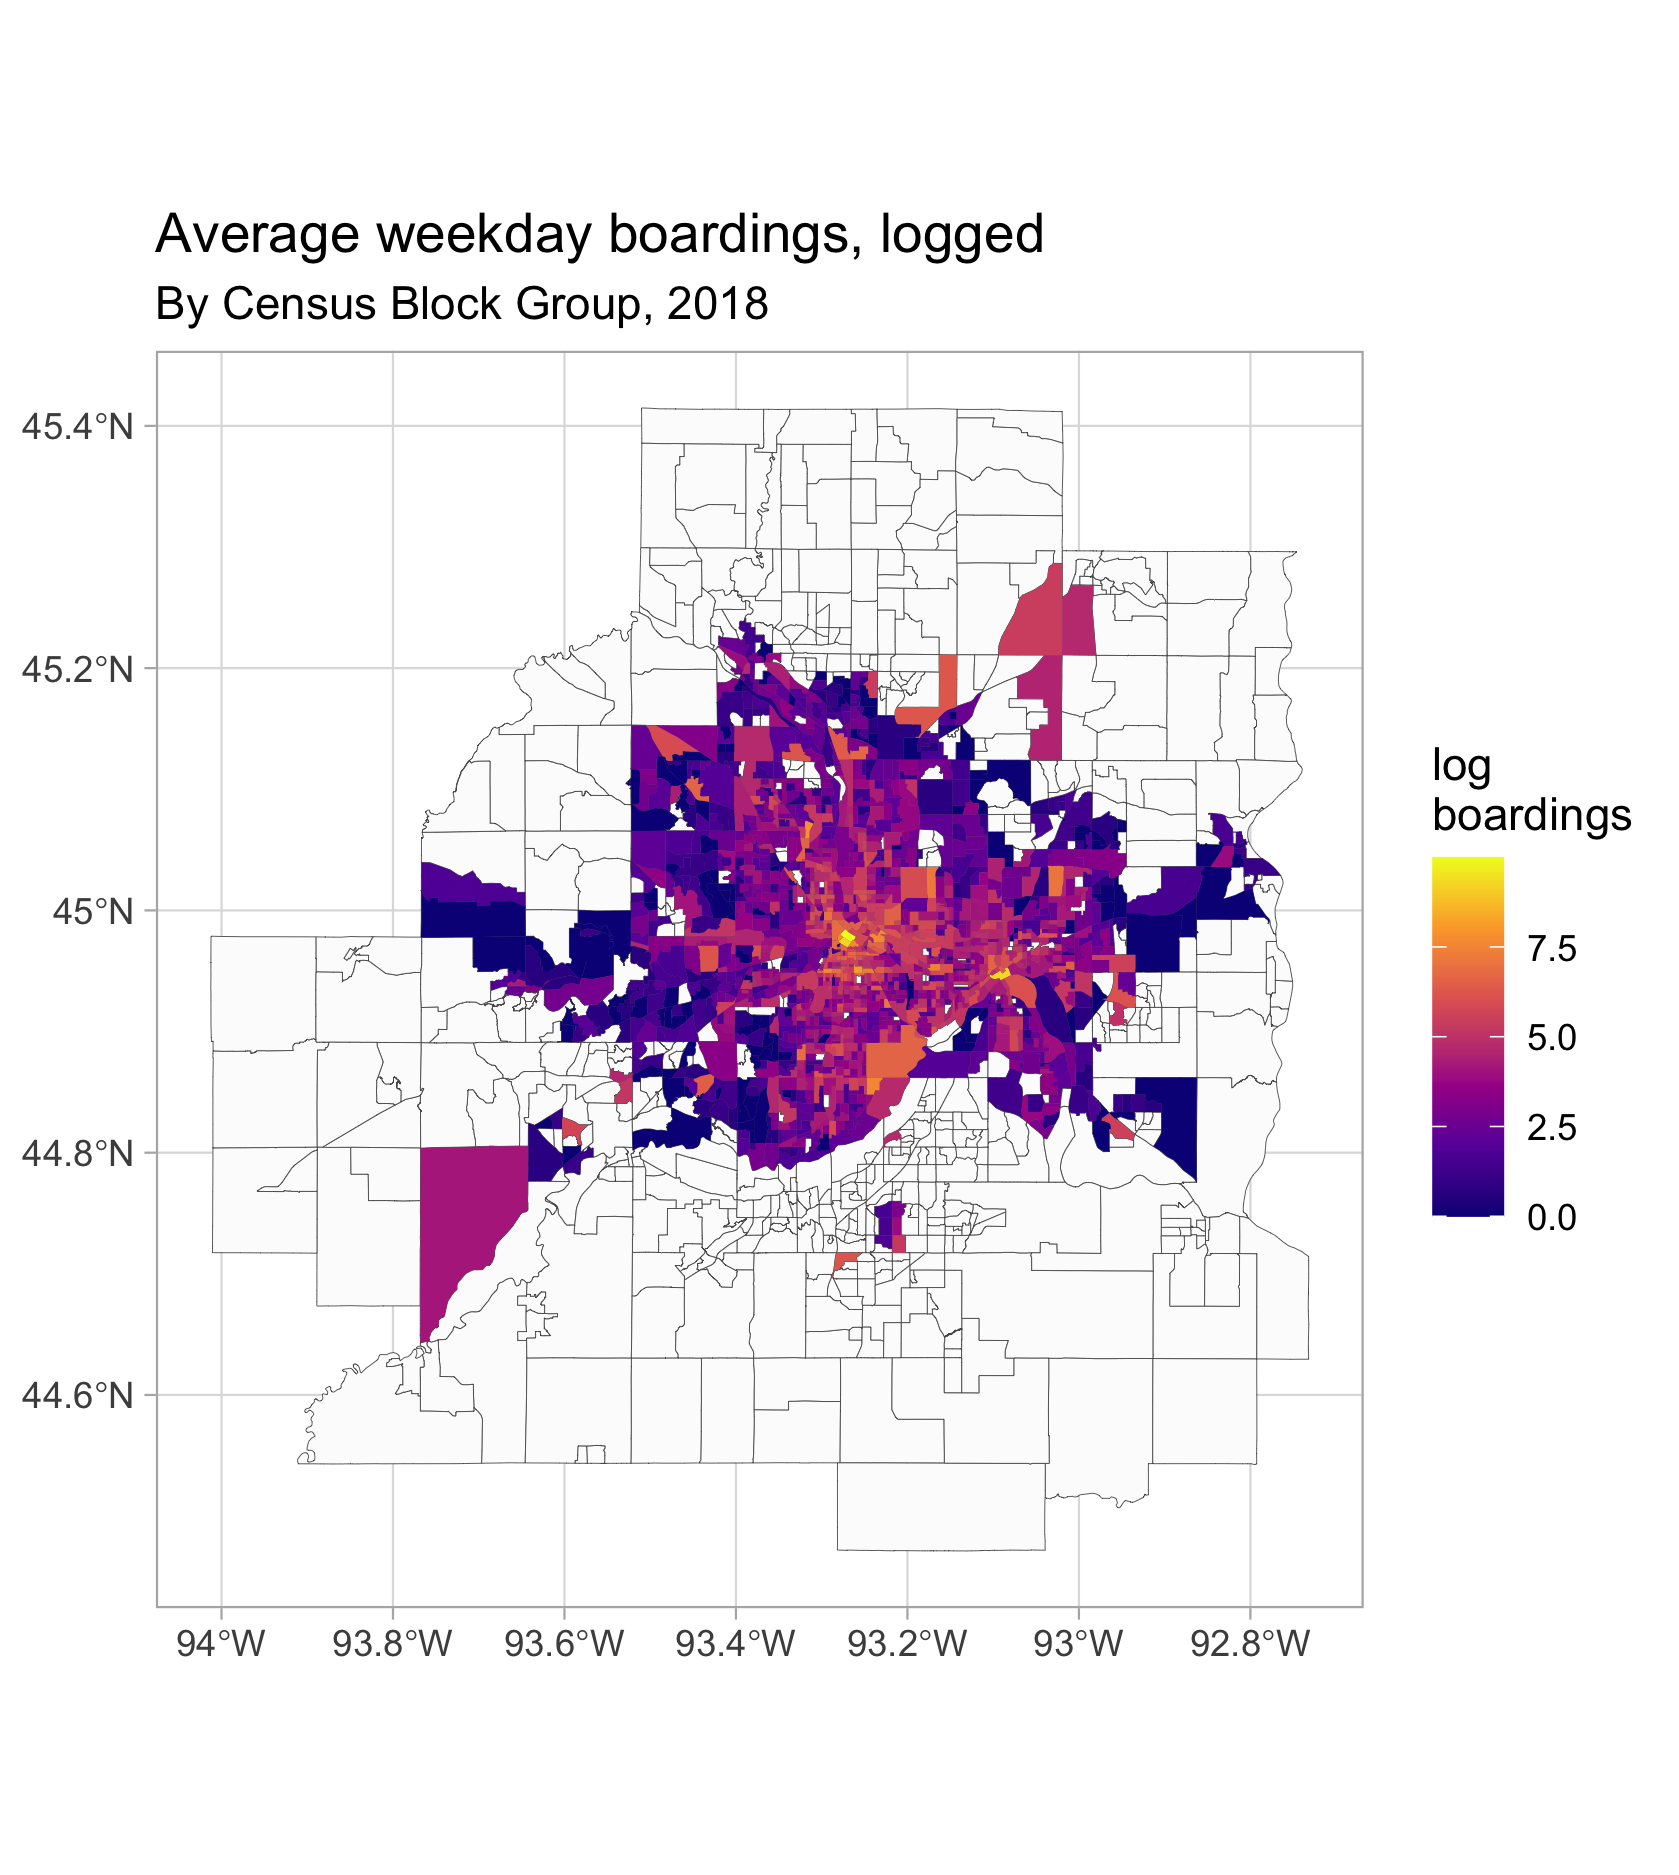 Average weekday boardings, logged
By Census Block Group, 2018
45.4°N
45.2°N
45°N
44.8°N
44.6°N
94°W 93.8°W 93.6°W 93.4°W 93.2°W 93°W 92.8°W
log
boardings
7.5
5.0
2.5
0.0